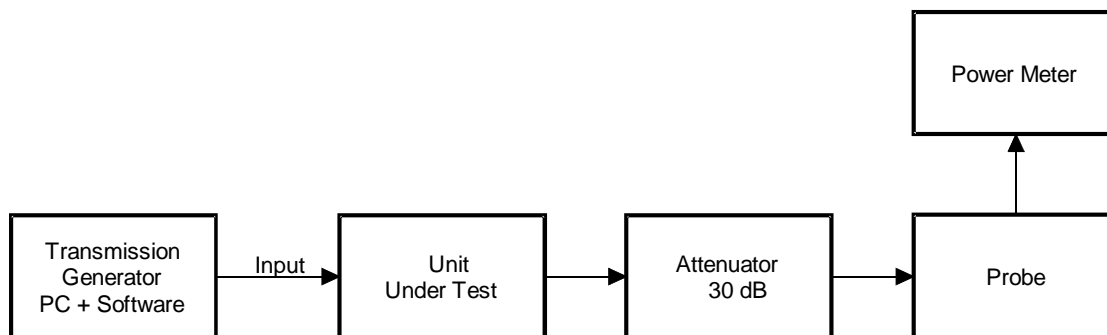 Power Meter
Transmission
Generator
PC + Software
Input
Unit
Under Test
Attenuator
30 dB
Probe